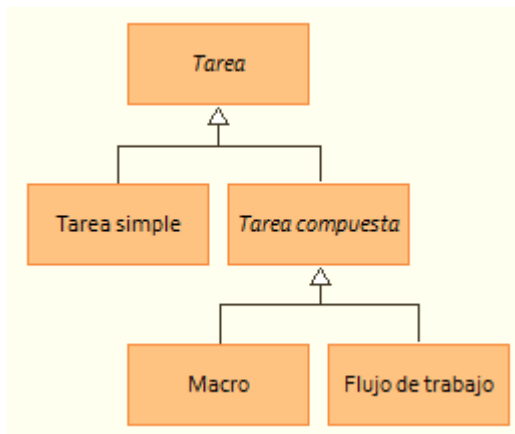 Tarea
Tarea simple
Tarea compuesta
Macro
Flujo de trabajo